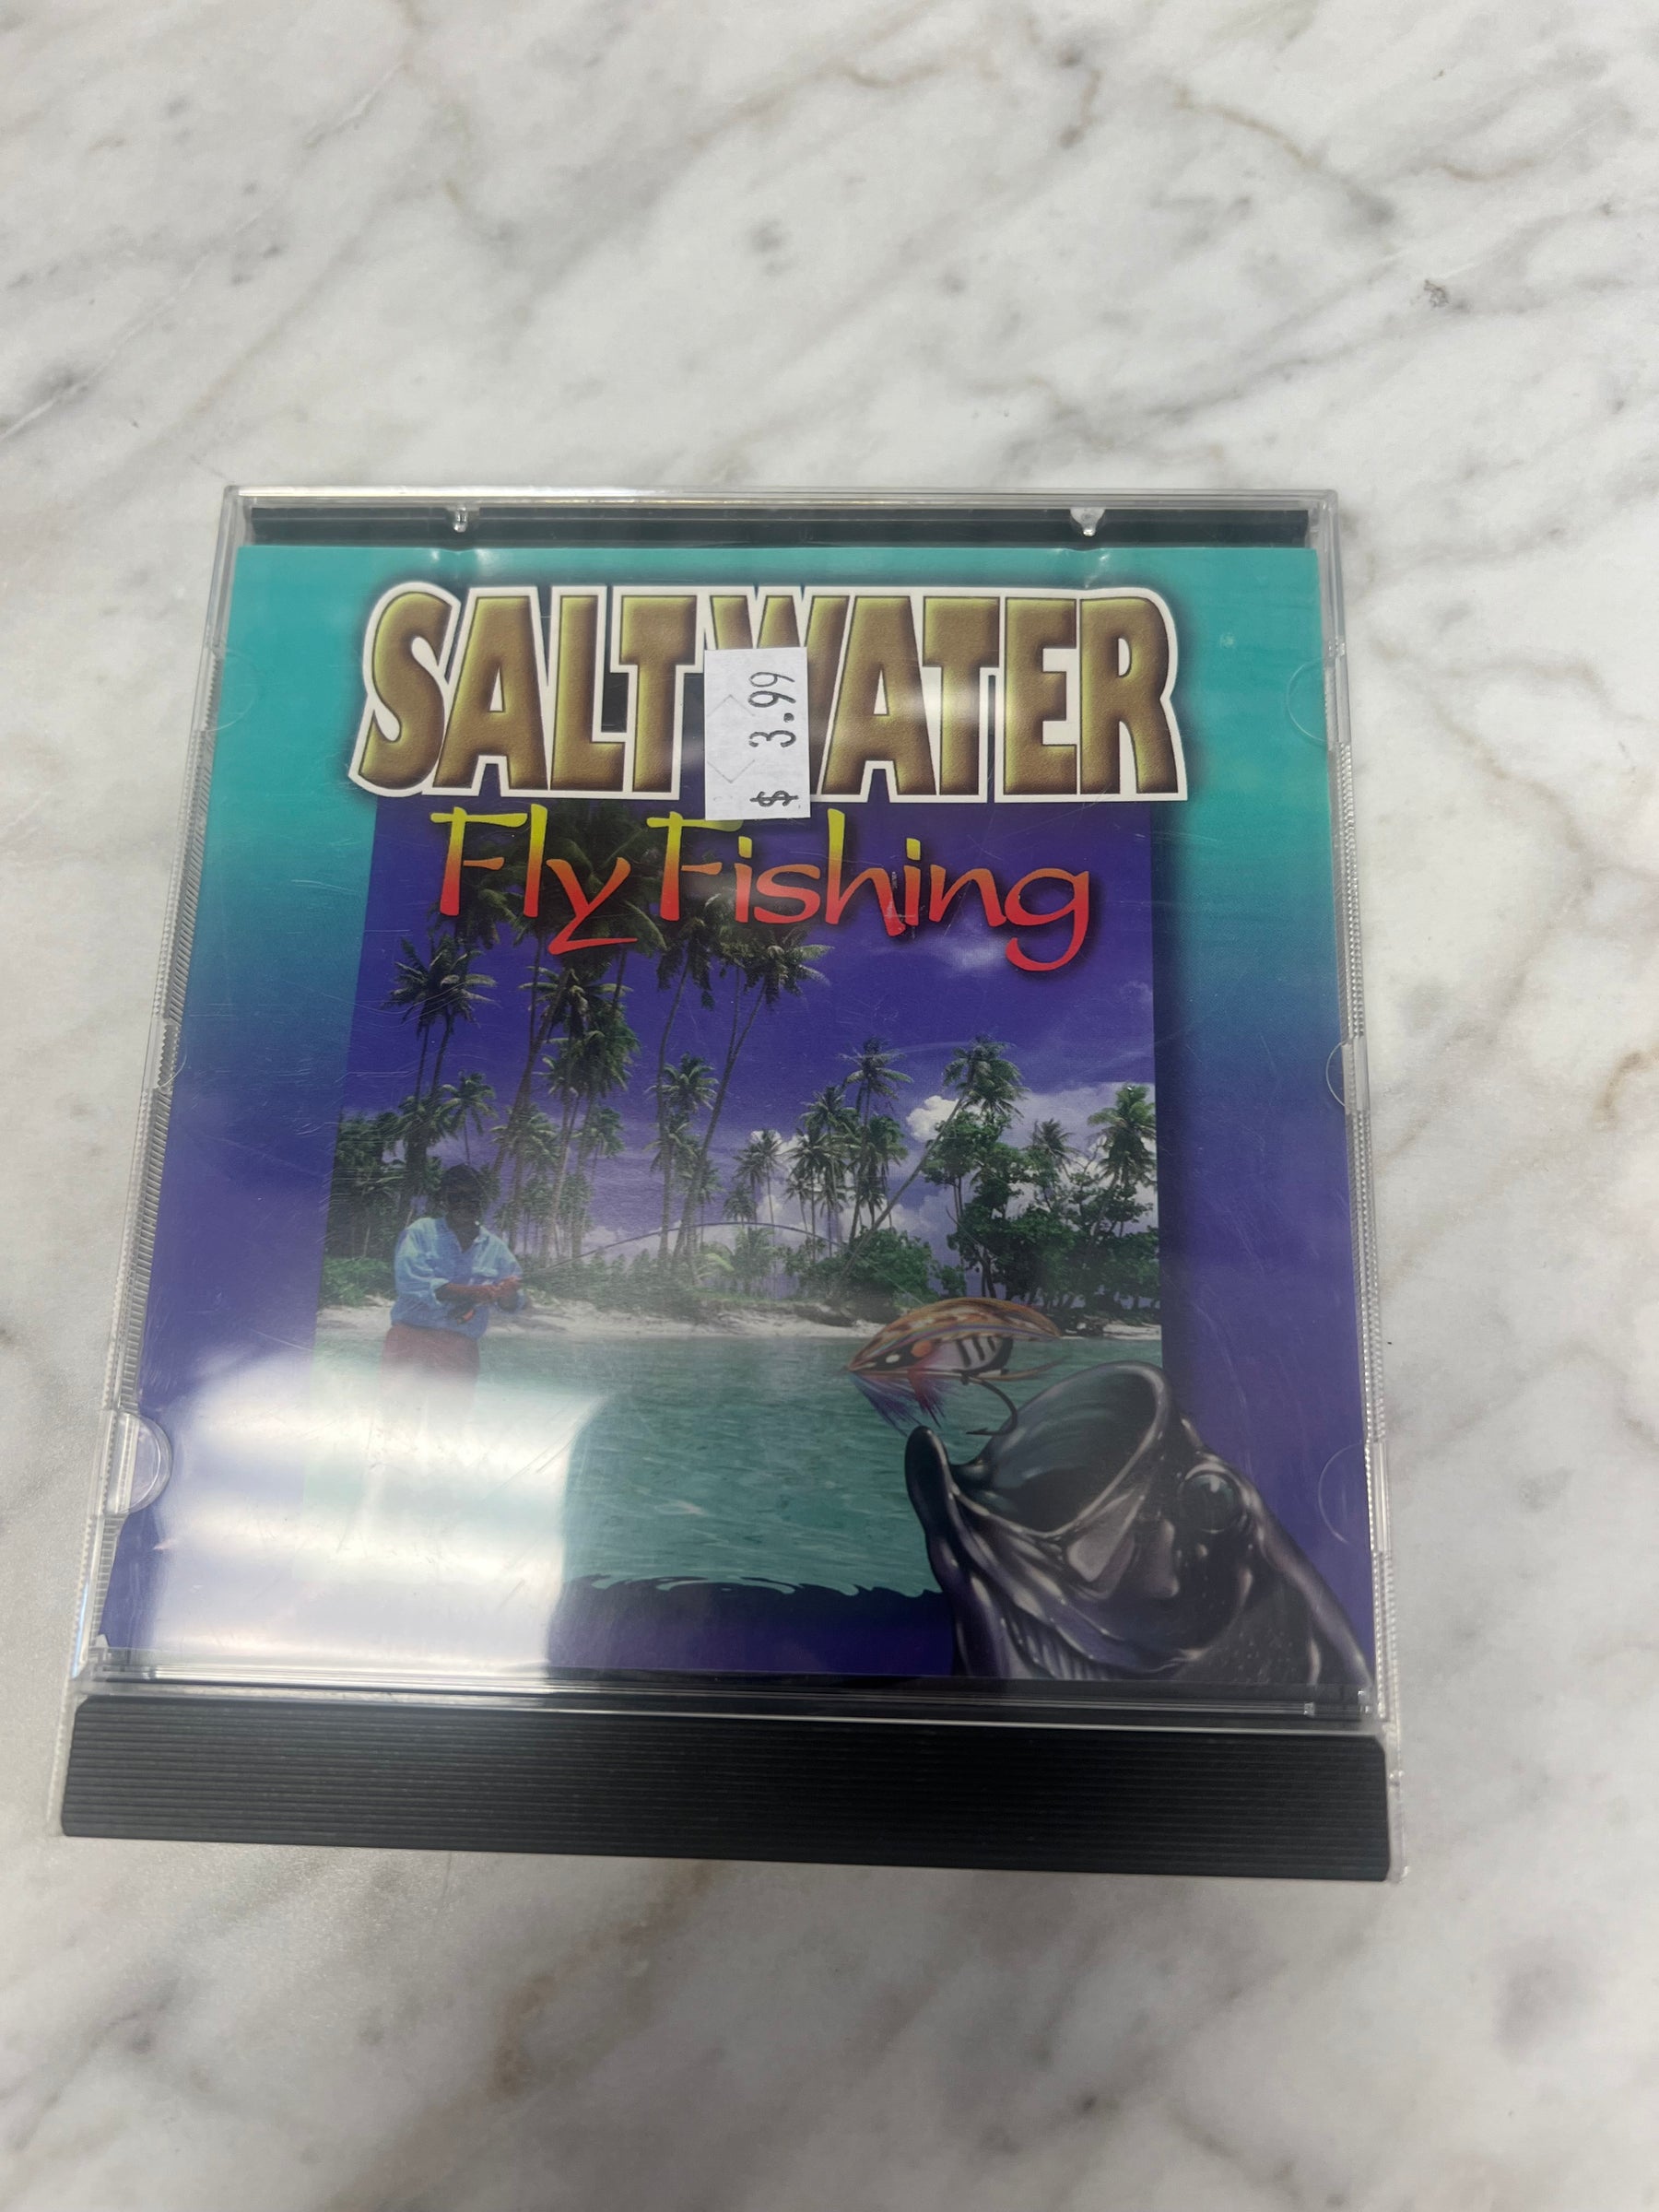 SALTWATER
$ 3.99
Fly Fishing